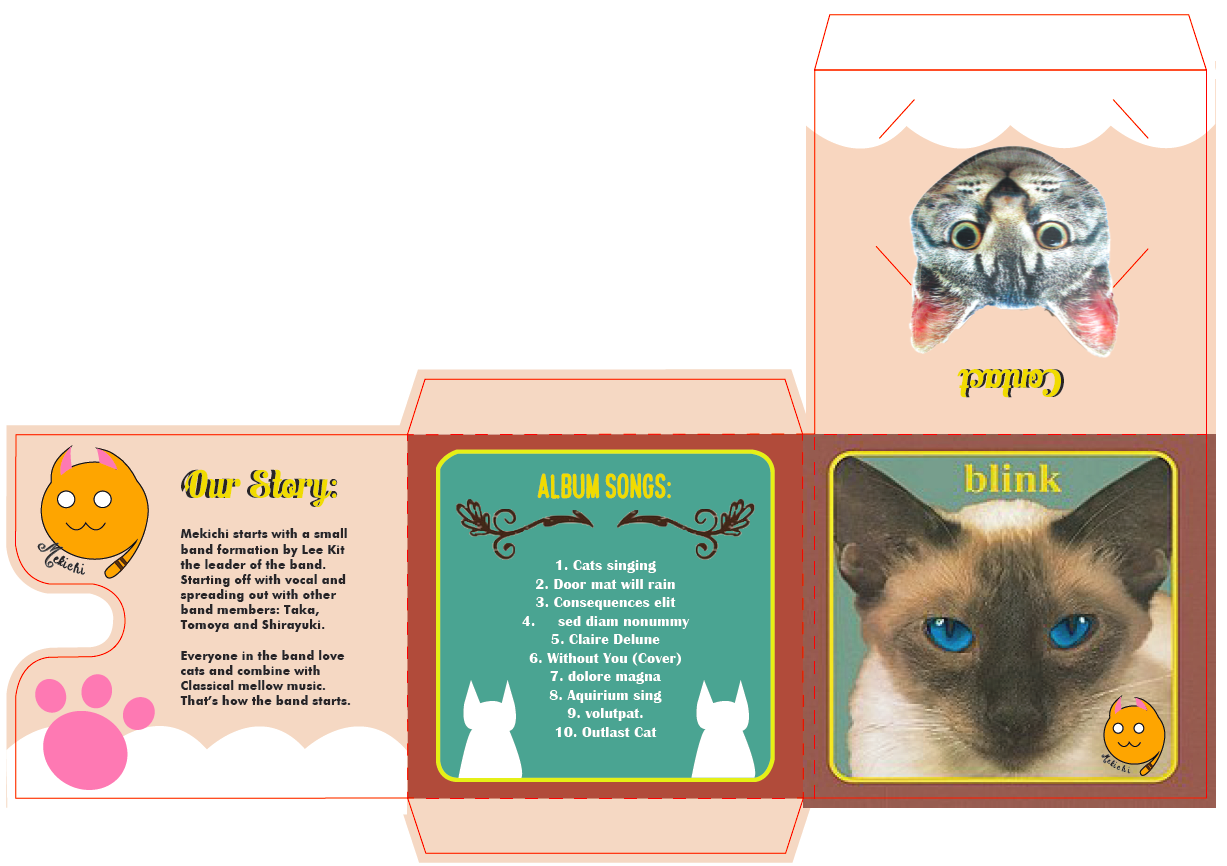 Contact
Mekichi
Our Story:
Mekichi starts with a small
band formation by Lee Kit
the leader of the band.
Starting off with vocal and
spreading out with other
band members: Taka,
Tomoya and Shirayuki.
Everyone in the band love
cats and combine with
Classical mellow music.
That's how the band starts.
ALBUM SONGS:
1. Cats singing
2. Door mat will rain
3. Consequences elit
4. sed diam nonummy
5. Claire Delune
6. Without You (Cover)
7. dolore magna
8. Aquirium sing
9. volutpat.
10. Outlast Cat
blink
Mekichi